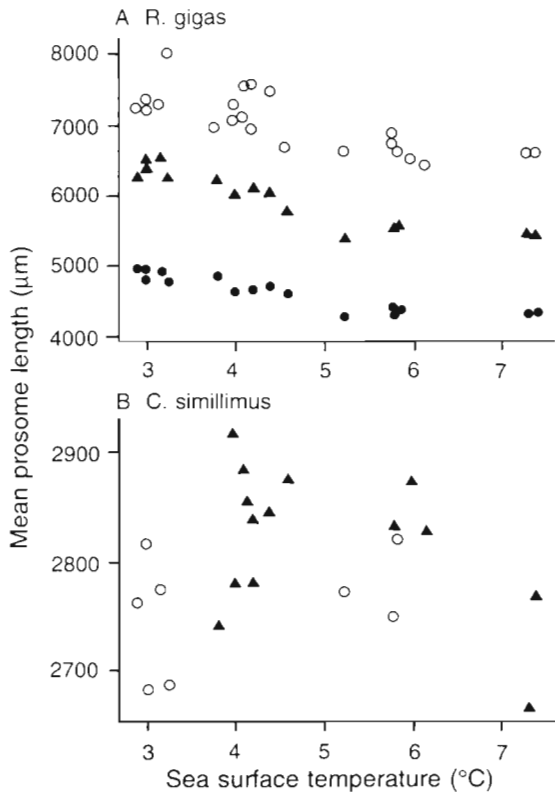 A R. gigas
8000
7000
6000
5000
4000
3 4 5 6 7
B C. simillimus
2900
2800
2700
3 4 5 6 7
Mean prosome length (µm)
Sea surface temperature (°C)